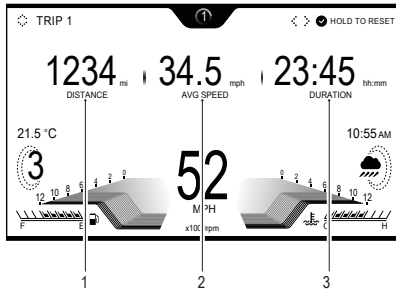 TRIP 1
1
HOLD TO RESET
1234 mi
34.5 mph
23:45 hh:mm
DISTANCE
AVG SPEED
DURATION
21.5 °C
10:55 AM
3
52
MPH
x1000rpm
12 10 8 6 4 2 0
0 2 4 6 8 10 12
F E
C H
1 2 3